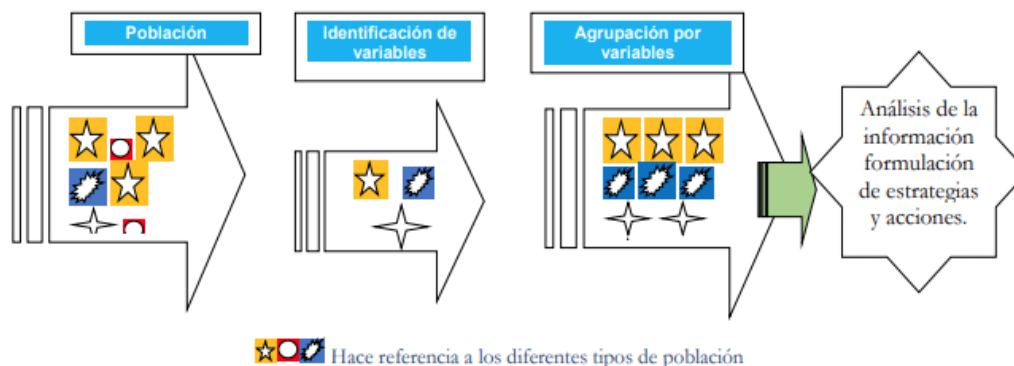 Población
Identificación de
variables
Agrupación por
variables
Análisis de la
información
formulación
de estrategias
y acciones.
Hace referencia a los diferentes tipos de población